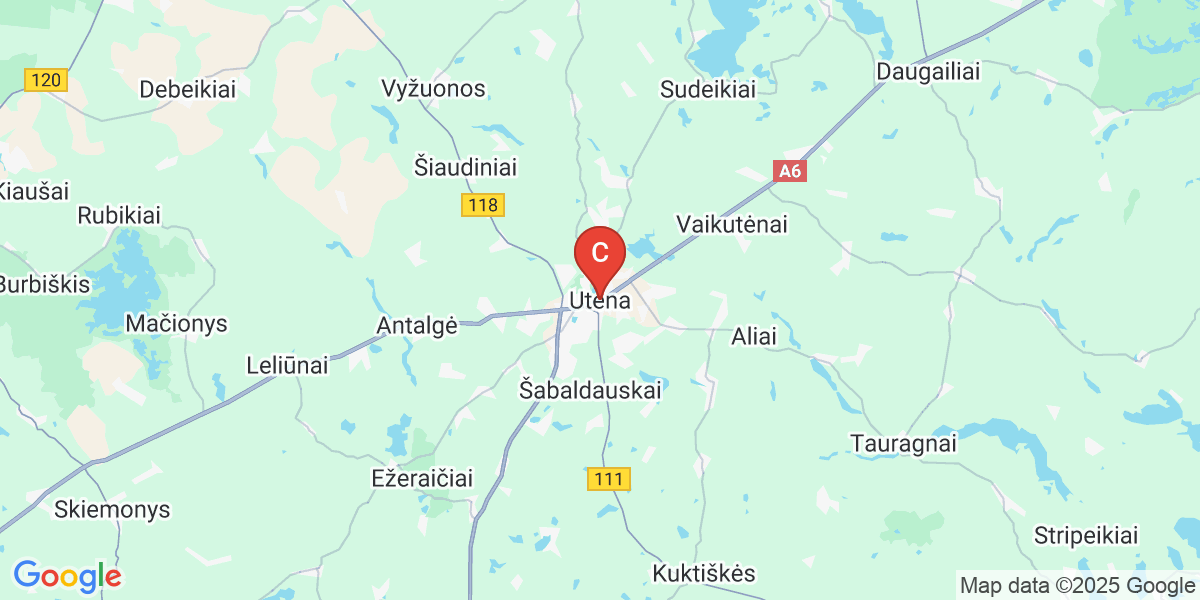 Daugailiai
120
Debeikiai
Vyžuonos
Sudeikiai
Šiaudiniai
A6
Kiaušai
118
Rubikiai
Vaikutėnai
C
Burbiškis
Utena
Mačionys
Antalgė
Aliai
Leliūnai
Šabaldauskai
Tauragnai
Ežeraičiai
111
Skiemonys
Stripeikiai
Kuktiškės
Google
Map data ©2025 Google